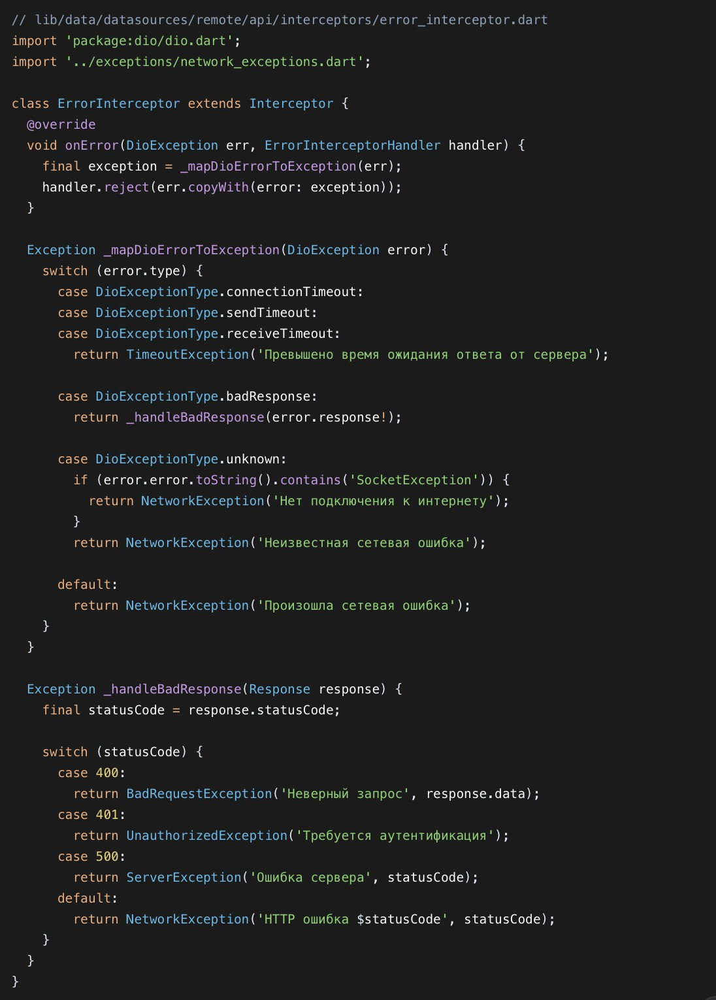 // lib/data/datasources/remote/api/interceptors/error_interceptor.dart
import 'package:dio/dio.dart';
import '../exceptions/network_exceptions.dart';

class ErrorInterceptor extends Interceptor {
  @override
  void onError(DioException err, ErrorInterceptorHandler handler) {
    final exception = _mapDioErrorToException(err);
    handler.reject(err.copyWith(error: exception));
  }

  Exception _mapDioErrorToException(DioException error) {
    switch (error.type) {
      case DioExceptionType.connectionTimeout:
      case DioExceptionType.sendTimeout:
      case DioExceptionType.receiveTimeout:
        return TimeoutException('Превышено время ожидания ответа от сервера');

      case DioExceptionType.badResponse:
        return _handleBadResponse(error.response!);

      case DioExceptionType.unknown:
        if (error.error.toString().contains('SocketException')) {
          return NetworkException('Нет подключения к интернету');
        }
        return NetworkException('Неизвестная сетевая ошибка');

      default:
        return NetworkException('Произошла сетевая ошибка');
    }
  }

  Exception _handleBadResponse(Response response) {
    final statusCode = response.statusCode;

    switch (statusCode) {
      case 400:
        return BadRequestException('Неверный запрос', response.data);
      case 401:
        return UnauthorizedException('Требуется аутентификация');
      case 500:
        return ServerException('Ошибка сервера', statusCode);
      default:
        return NetworkException('HTTP ошибка $statusCode', statusCode);
    }
  }
}